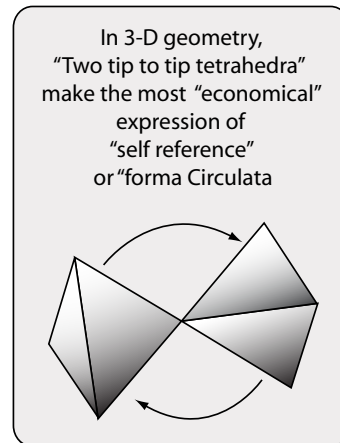 In 3-D geometry,
“Two tip to tip tetrahedra”
make the most “economical”
expression of
“self reference”
or “forma Circulata